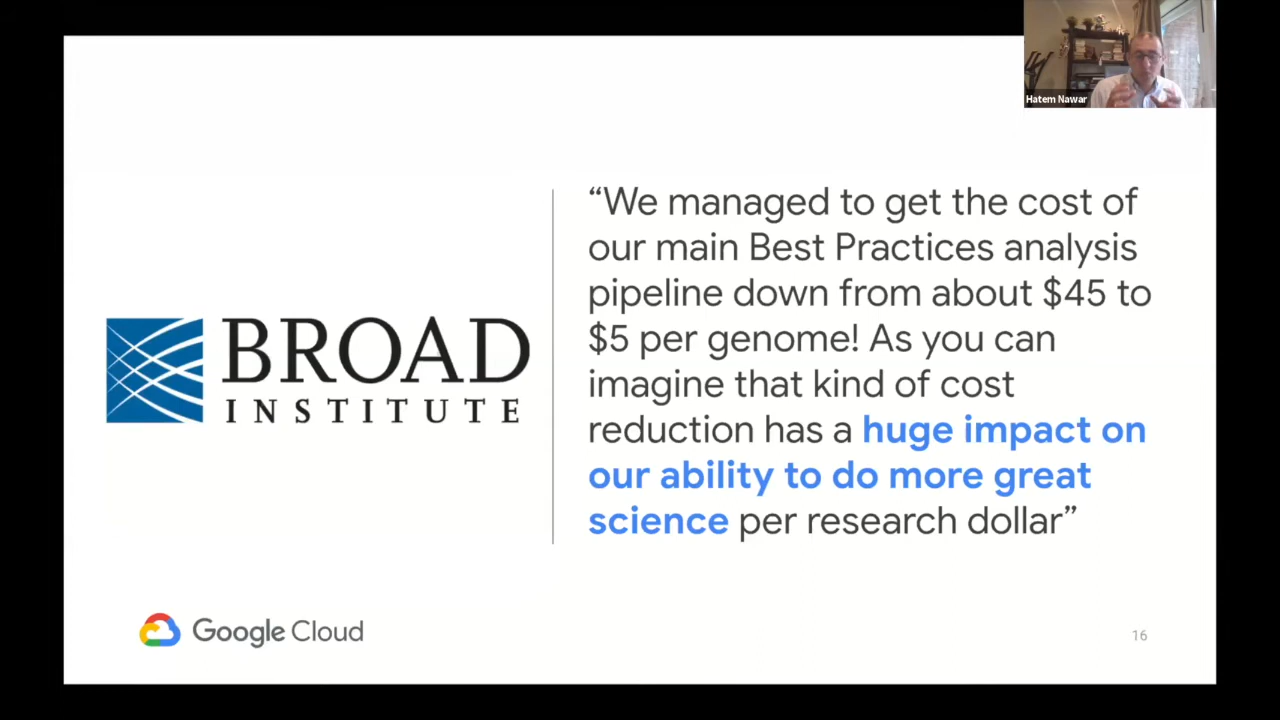 Hatem Nawar
BROAD
INSTITUTE
“We managed to get the cost of
our main Best Practices analysis
pipeline down from about $45 to
$5 per genome! As you can
imagine that kind of cost
reduction has a huge impact on
our ability to do more great
science per research dollar”
Google Cloud
16